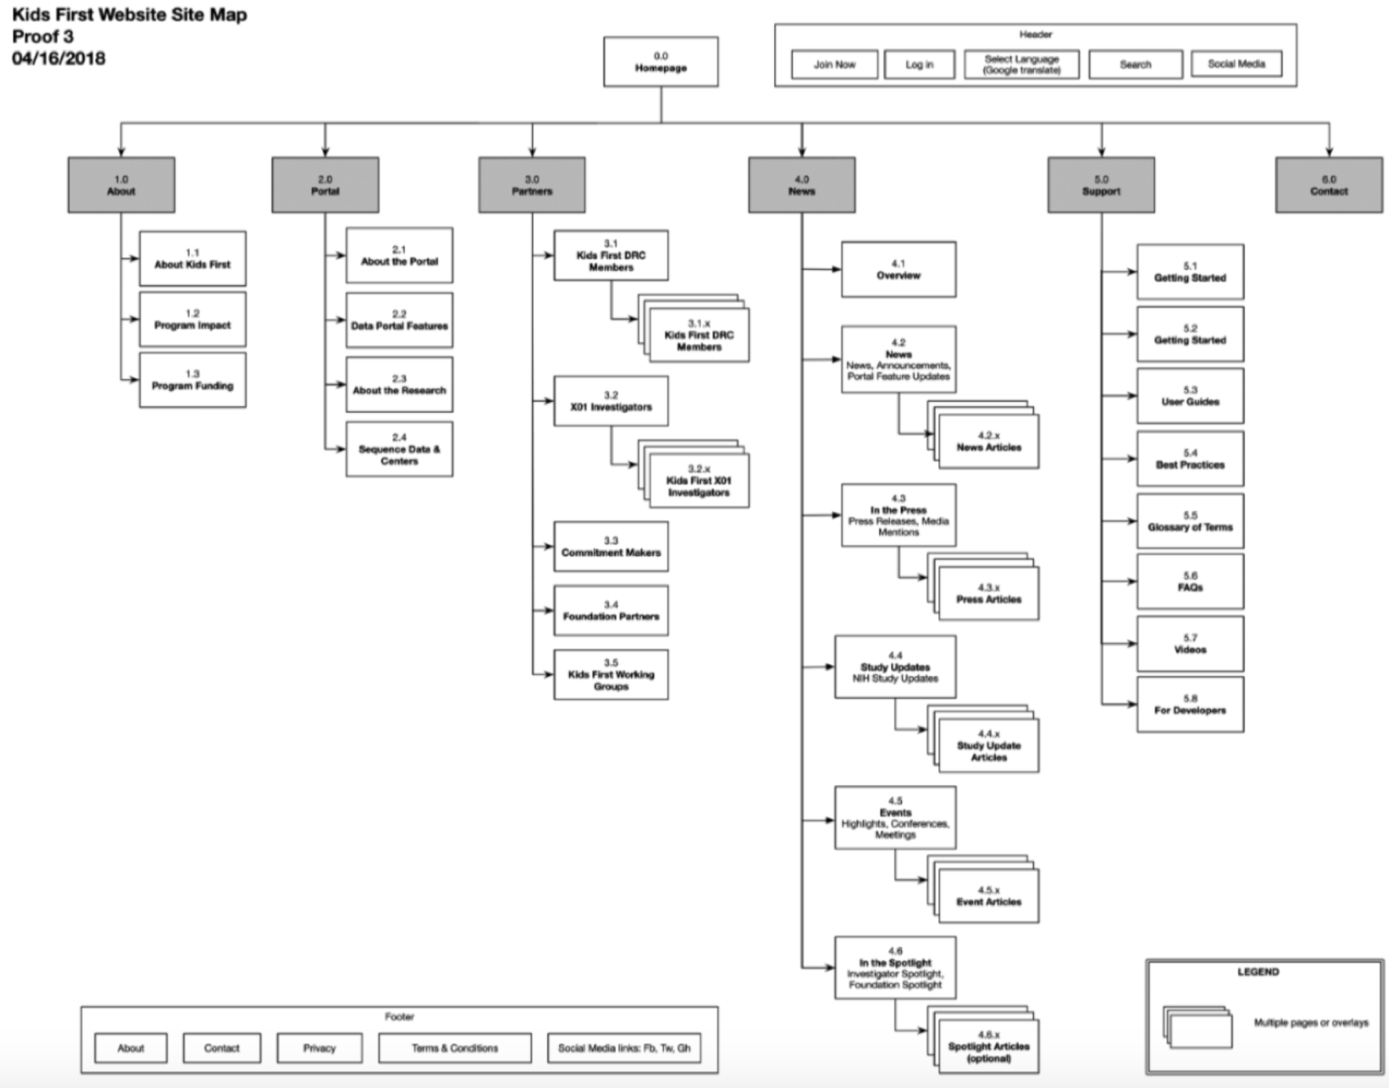 Kids First Website Site Map
Proof 3
04/16/2018
0.0
Homepage
Header
Join Now
Log in
Select Language
(Google translate)
Search
Social Media
1.0
About
2.0
Portal
3.0
Partners
4.0
News
5.0
Support
6.0
Contact
1.1
About Kids First
1.2
Program Impact
1.3
Program Funding
2.1
About the Portal
2.2
Data Portal Features
2.3
About the Research
2.4
Sequence Data &
Centers
3.1
Kids First DRC
Members
3.1.x
Kids First DRC
Members
3.2
X01 Investigators
3.2.x
Kids First X01
Investigators
3.3
Commitment Makers
3.4
Foundation Partners
3.5
Kids First Working
Groups
4.1
Overview
4.2
News
News, Announcements,
Portal Feature Updates
4.2.x
News Articles
4.3
In the Press
Press Releases, Media
Mentions
4.3.x
Press Articles
4.4
Study Updates
NIH Study Updates
4.4.x
Study Update
Articles
4.5
Events
Highlights, Conferences,
Meetings
4.5.x
Event Articles
4.6
In the Spotlight
Investigator Spotlight,
Foundation Spotlight
4.6.x
Spotlight Articles
(optional)
5.1
Getting Started
5.2
Getting Started
5.3
User Guides
5.4
Best Practices
5.5
Glossary of Terms
5.6
FAQs
5.7
Videos
5.8
For Developers
Footer
About
Contact
Privacy
Terms & Conditions
Social Media links: Fb, Tw, Gh
LEGEND
Multiple pages or overlays